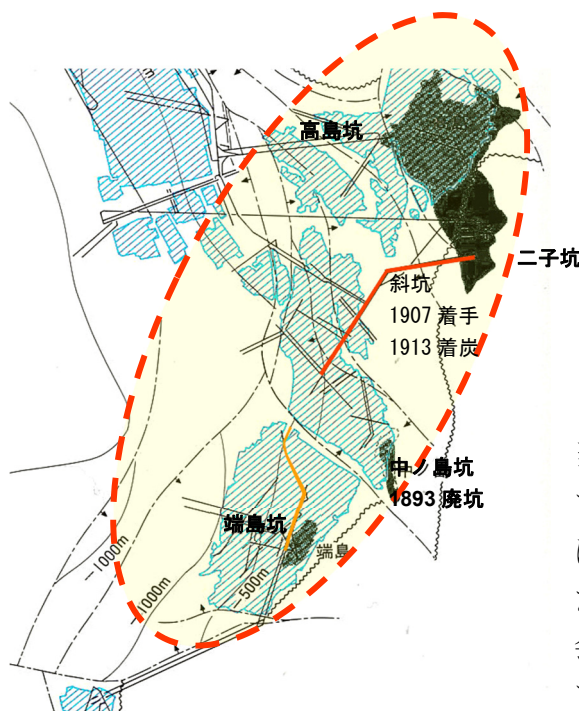 高島坑
二子坑
斜坑
1907 着手
1913 着炭
中ノ島坑
1893 廃坑
端島坑
端島
-500m
-1000m
-1000m